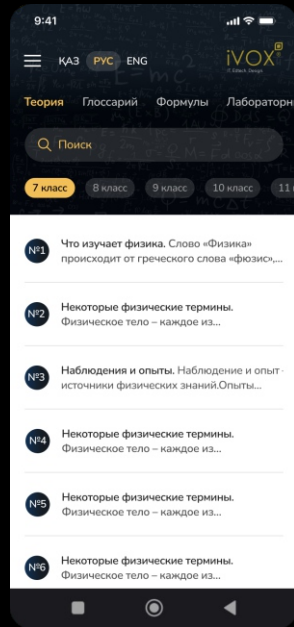 9:41
ҚАЗ РУС ENG
iVOX®
Теория Глоссарий Формулы Лабораторн
Поиск
7 класс 8 класс 9 класс 10 класс 11
№1 Что изучает физика. Слово «Физика»
происходит от греческого слова «фюзис»,...
№2 Некоторые физические термины.
Физическое тело – каждое из...
№3 Наблюдения и опыты. Наблюдение и опыт -
источники физических знаний.Опыты...
№4 Некоторые физические термины.
Физическое тело – каждое из...
№5 Некоторые физические термины.
Физическое тело – каждое из...
№6 Некоторые физические термины.
Физическое тело – каждое из...